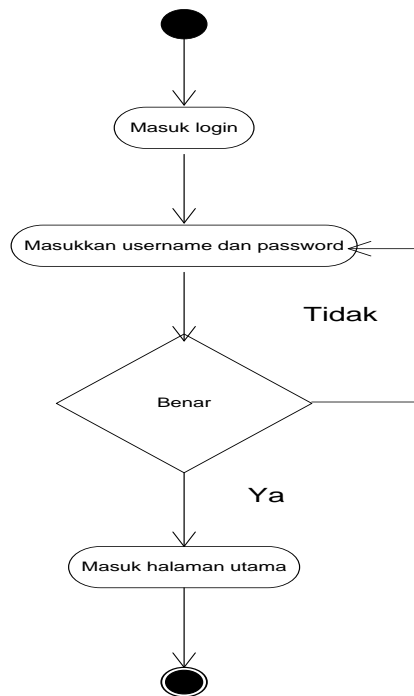 Masuk login
Masukkan username dan password
Tidak
Benar
Ya
Masuk halaman utama